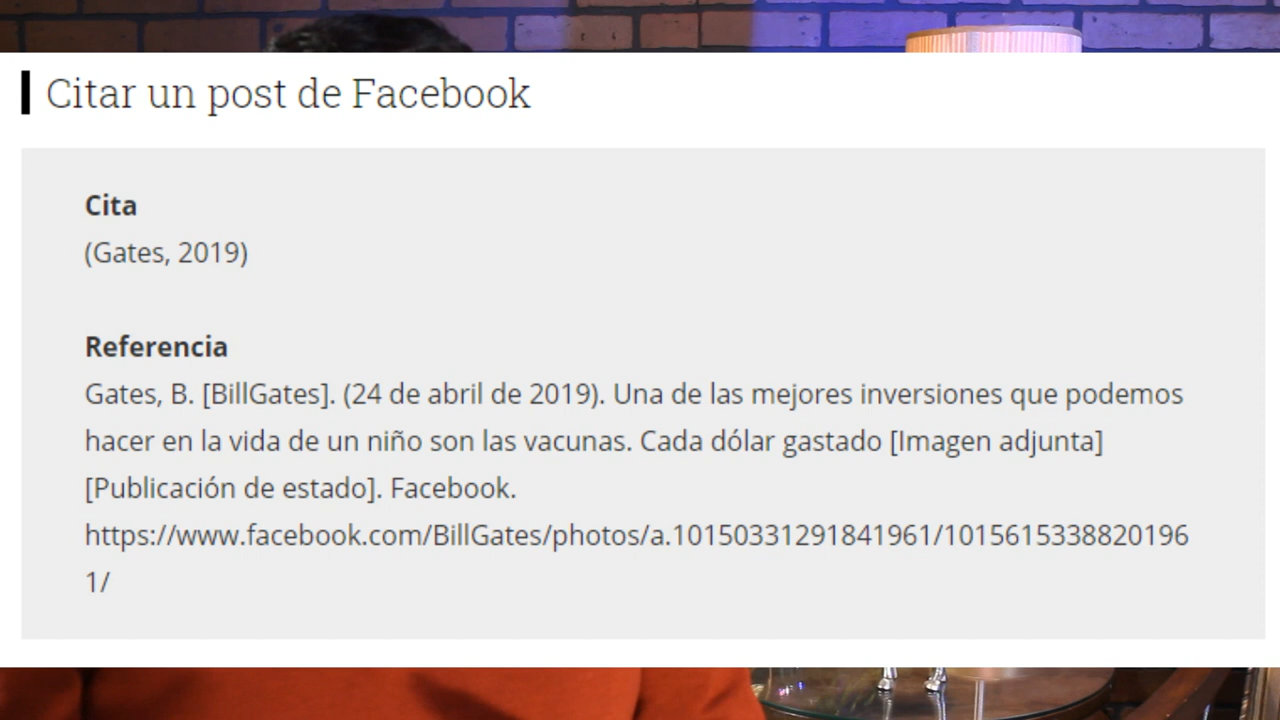 Citar un post de Facebook
Cita
(Gates, 2019)
Referencia
Gates, B. [BillGates]. (24 de abril de 2019). Una de las mejores inversiones que podemos
hacer en la vida de un niño son las vacunas. Cada dólar gastado [Imagen adjunta]
[Publicación de estado]. Facebook.
https://www.facebook.com/BillGates/photos/a.10150331291841961/1015615338820196
1/